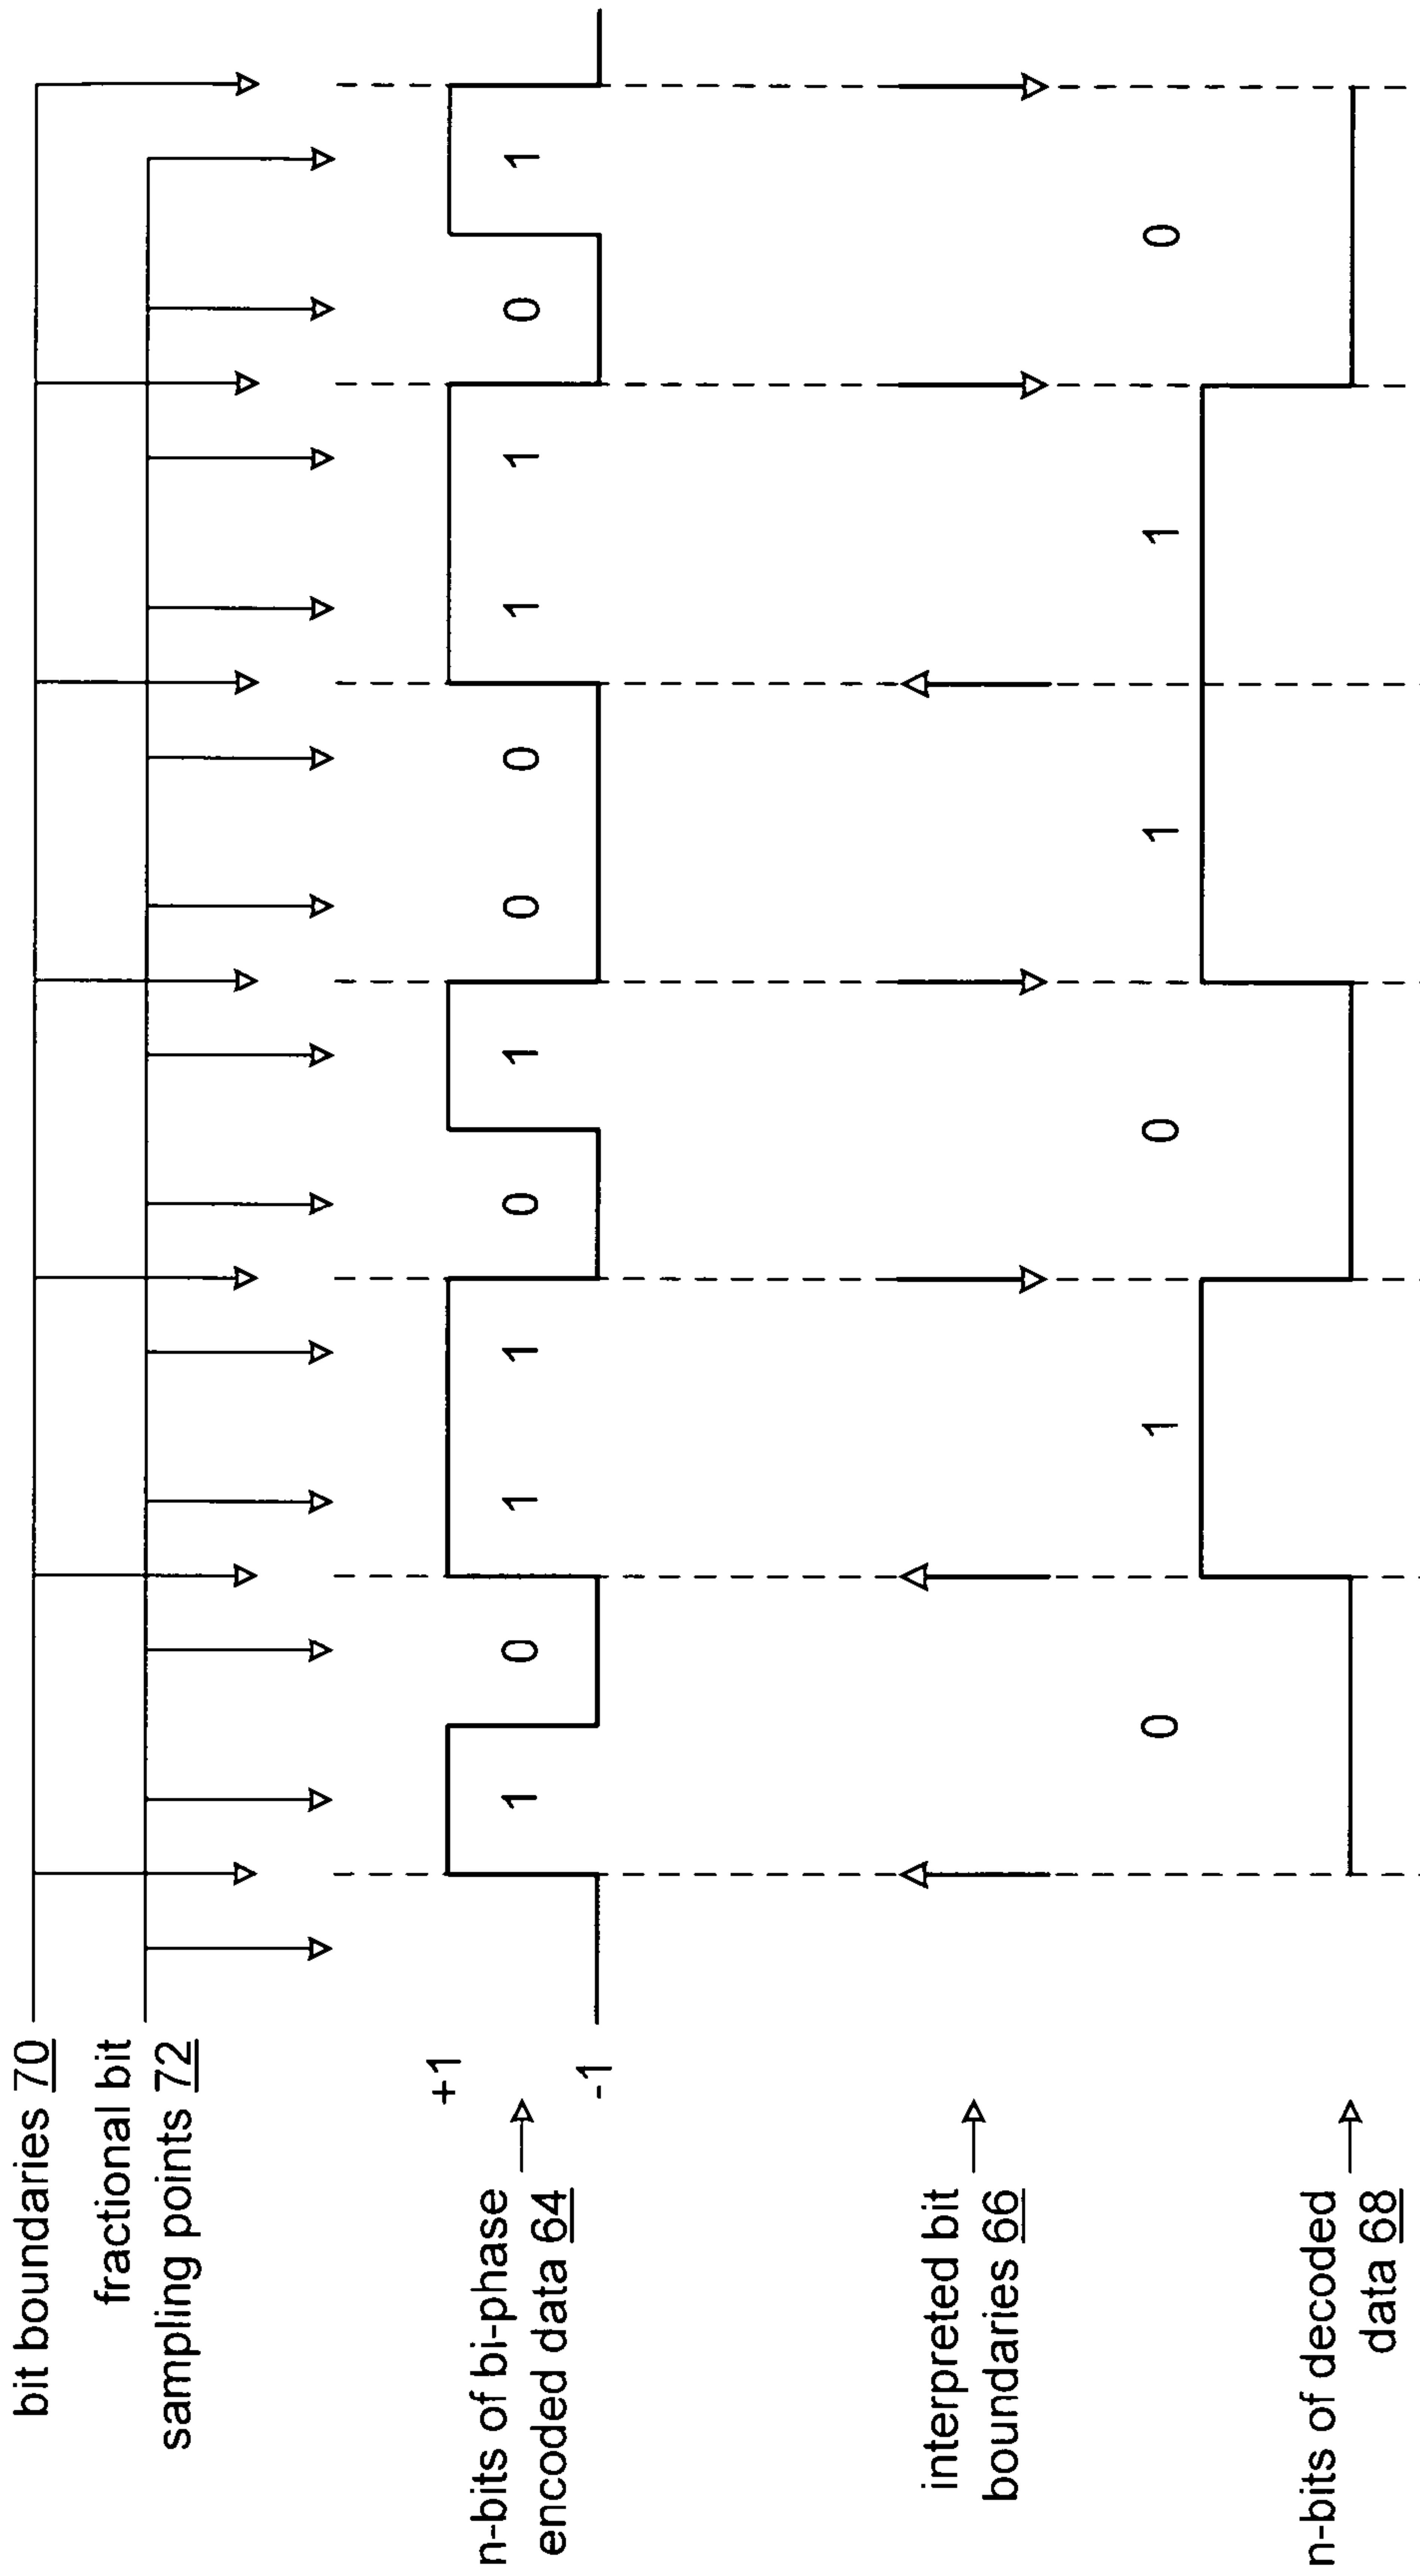 bit boundaries 70
fractional bit
sampling points 72
+1
-1
n-bits of bi-phase
encoded data 64
1 0 1 1 0 1 0 0 1 1 0 1
interpreted bit
boundaries 66
n-bits of decoded
data 68
0 1 0 1 1 0